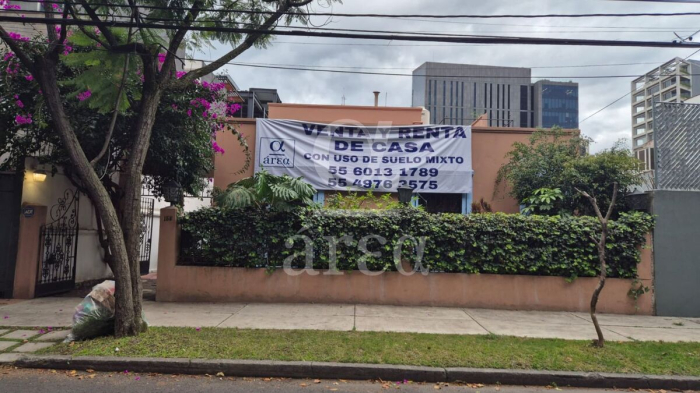 VENTA RENTA
DE CASA
CON USO DE SUELO MIXTO
55 6013 1789
55 4976 2575
α
área
área